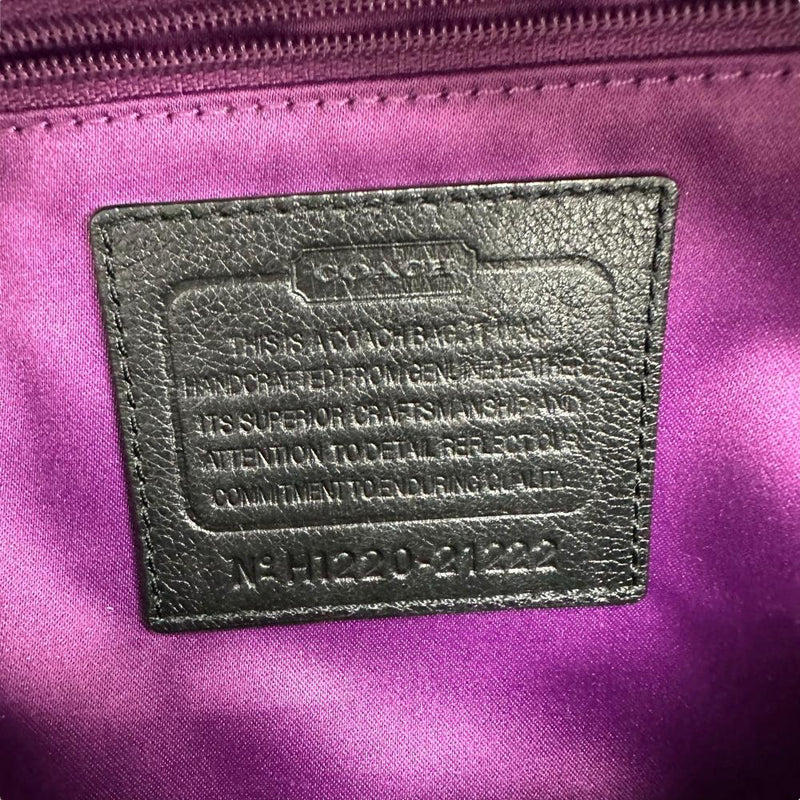 COACH
THIS IS A COACH BAG. IT WAS
HANDCRAFTED FROM GENUINE LEATHER.
ITS SUPERIOR CRAFTSMANSHIP AND
ATTENTION TO DETAIL REFLECT OUR
COMMITMENT TO ENDURING QUALITY.
Nº H1220-21222